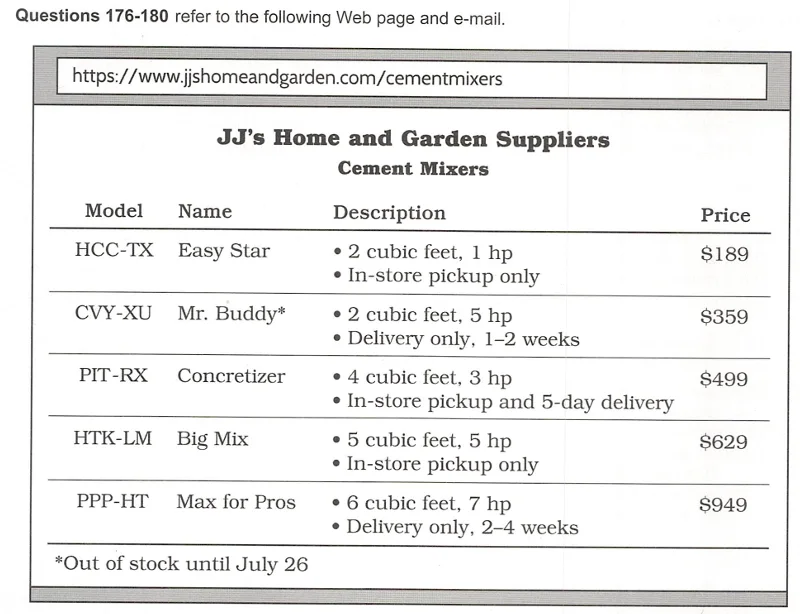 Questions 176-180 refer to the following Web page and e-mail.
https://www.jjshomeandgarden.com/cementmixers
JJ's Home and Garden Suppliers
Cement Mixers
Model Name Description Price
HCC-TX Easy Star • 2 cubic feet, 1 hp $189
• In-store pickup only
CVY-XU Mr. Buddy* • 2 cubic feet, 5 hp $359
• Delivery only, 1–2 weeks
PIT-RX Concretizer • 4 cubic feet, 3 hp $499
• In-store pickup and 5-day delivery
HTK-LM Big Mix • 5 cubic feet, 5 hp $629
• In-store pickup only
PPP-HT Max for Pros • 6 cubic feet, 7 hp $949
• Delivery only, 2–4 weeks
*Out of stock until July 26